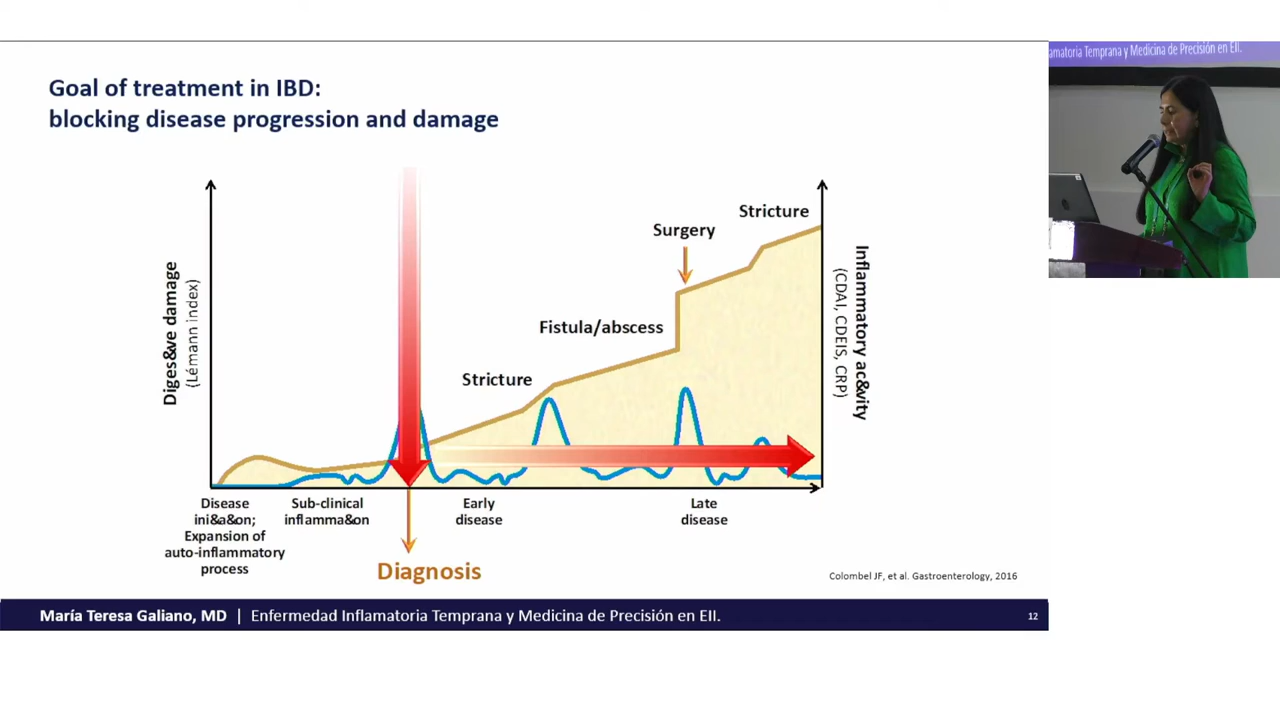 Goal of treatment in IBD:
blocking disease progression and damage
amatoria Temprana y Medicina de Precisión en EII.
Stricture
Surgery
Fistula/abscess
Stricture
Diges&ve damage
(Lémann index)
Inflammatory ac&vity
(CDAI, CDEIS, CRP)
Disease
ini&a&on;
Expansion of
auto-inflammatory
process
Sub-clinical
inflamma&on
Early
disease
Late
disease
Diagnosis
Colombel JF, et al. Gastroenterology, 2016
María Teresa Galiano, MD | Enfermedad Inflamatoria Temprana y Medicina de Precisión en EII.
12